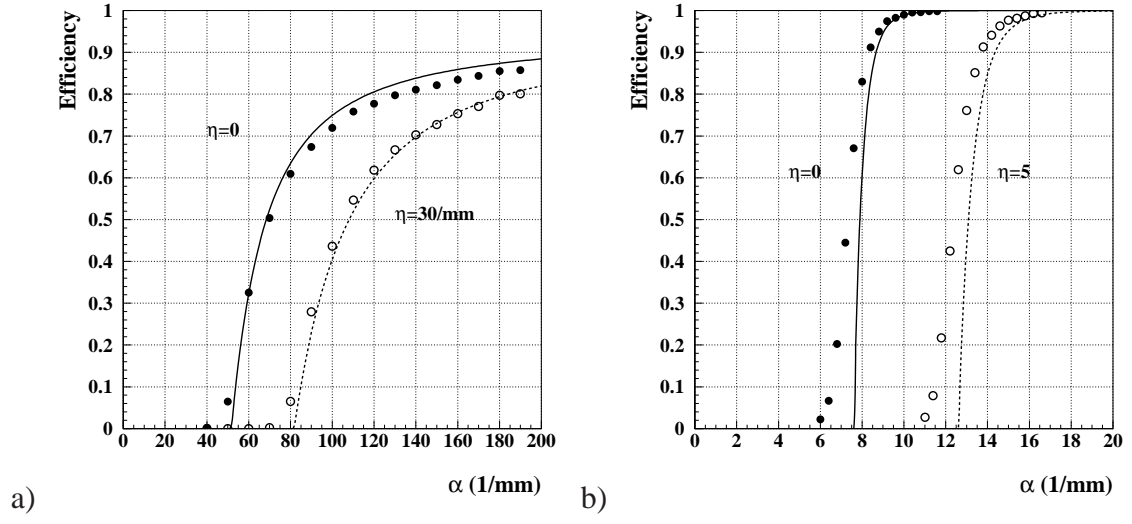 Efficiency
1
0.9
0.8
0.7
0.6
0.5
0.4
0.3
0.2
0.1
0
η=0
η=30/mm
0 20 40 60 80 100 120 140 160 180 200
α (1/mm)
a)
Efficiency
1
0.9
0.8
0.7
0.6
0.5
0.4
0.3
0.2
0.1
0
η=0
η=5
0 2 4 6 8 10 12 14 16 18 20
α (1/mm)
b)